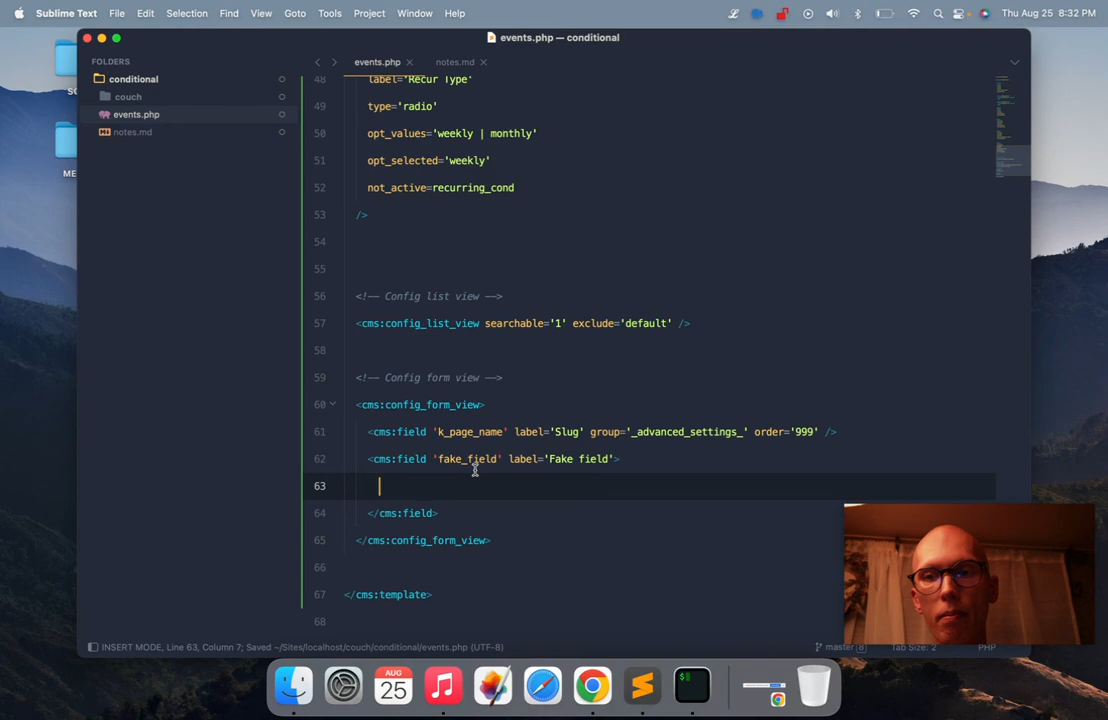 Sublime Text File Edit Selection Find View Goto Tools Project Window Help
Thu Aug 25 8:32 PM
events.php — conditional
FOLDERS
conditional
couch
events.php
notes.md
events.php
notes.md
48 label='Recur Type'
49 type='radio'
50 opt_values='weekly | monthly'
51 opt_selected='weekly'
52 not_active=recurring_cond
53 />
54
55
56 <!-- Config list view -->
57 <cms:config_list_view searchable='1' exclude='default' />
58
59 <!-- Config form view -->
60 <cms:config_form_view>
61 <cms:field 'k_page_name' label='Slug' group='_advanced_settings_' order='999' />
62 <cms:field 'fake_field' label='Fake field'>
63
64 </cms:field>
65 </cms:config_form_view>
66
67 </cms:template>
68
INSERT MODE, Line 63, Column 7; Saved ~/Sites/localhost/couch/conditional/events.php (UTF-8)
master 8 Tab Size: 2 PHP
AUG
25